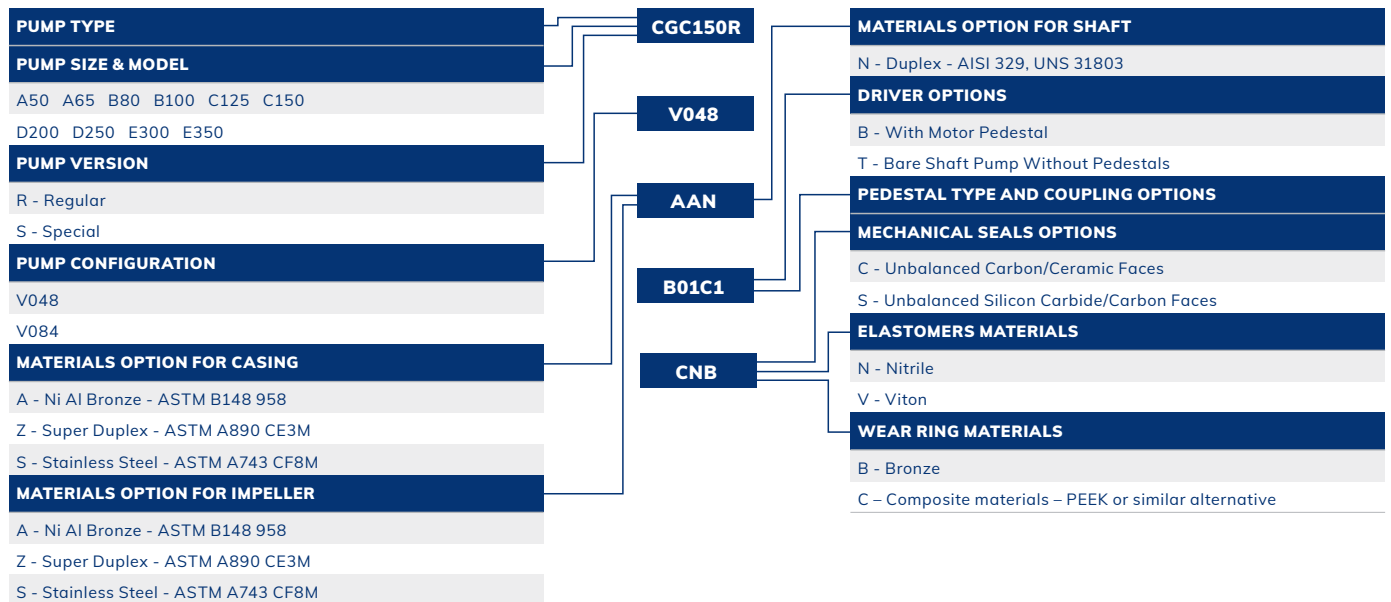 PUMP TYPE
PUMP SIZE & MODEL
A50 A65 B80 B100 C125 C150
D200 D250 E300 E350
PUMP VERSION
R - Regular
S - Special
PUMP CONFIGURATION
V048
V084
MATERIALS OPTION FOR CASING
A - Ni Al Bronze - ASTM B148 958
Z - Super Duplex - ASTM A890 CE3M
S - Stainless Steel - ASTM A743 CF8M
MATERIALS OPTION FOR IMPELLER
A - Ni Al Bronze - ASTM B148 958
Z - Super Duplex - ASTM A890 CE3M
S - Stainless Steel - ASTM A743 CF8M
CGC150R
V048
AAN
B01C1
CNB
MATERIALS OPTION FOR SHAFT
N - Duplex - AISI 329, UNS 31803
DRIVER OPTIONS
B - With Motor Pedestal
T - Bare Shaft Pump Without Pedestals
PEDESTAL TYPE AND COUPLING OPTIONS
MECHANICAL SEALS OPTIONS
C - Unbalanced Carbon/Ceramic Faces
S - Unbalanced Silicon Carbide/Carbon Faces
ELASTOMERS MATERIALS
N - Nitrile
V - Viton
WEAR RING MATERIALS
B - Bronze
C – Composite materials – PEEK or similar alternative